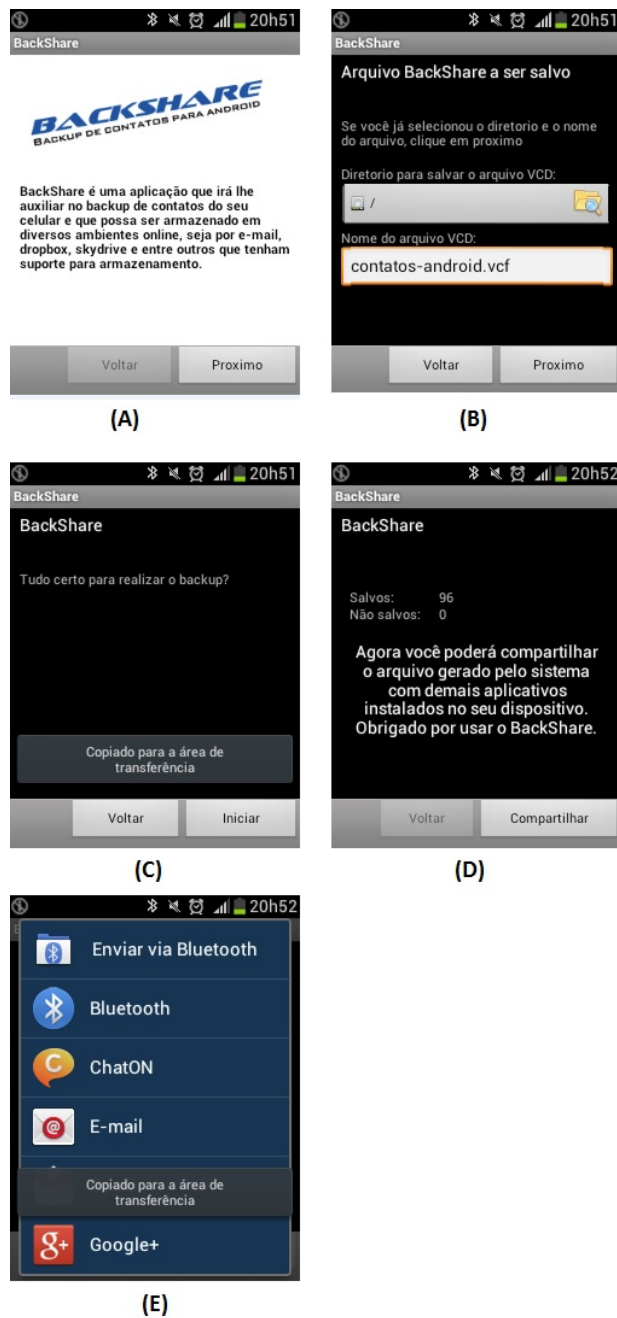 20h51
BackShare
BACKSHARE
BACKUP DE CONTATOS PARA ANDROID
BackShare é uma aplicação que irá lhe
auxiliar no backup de contatos do seu
celular e que possa ser armazenado em
diversos ambientes online, seja por e-mail,
dropbox, skydrive e entre outros que tenham
suporte para armazenamento.
Voltar
Proximo
(A)
20h51
BackShare
Arquivo BackShare a ser salvo
Se você já selecionou o diretorio e o nome
do arquivo, clique em proximo
Diretorio para salvar o arquivo VCD:
/
Nome do arquivo VCD:
contatos-android.vcf
Voltar
Proximo
(B)
20h51
BackShare
BackShare
Tudo certo para realizar o backup?
Copiado para a área de
transferência
Voltar
Iniciar
(C)
20h52
BackShare
BackShare
Salvos: 96
Não salvos: 0
Agora você poderá compartilhar
o arquivo gerado pelo sistema
com demais aplicativos
instalados no seu dispositivo.
Obrigado por usar o BackShare.
Voltar
Compartilhar
(D)
20h52
Enviar via Bluetooth
Bluetooth
ChatON
E-mail
Copiado para a área de
transferência
Google+
(E)